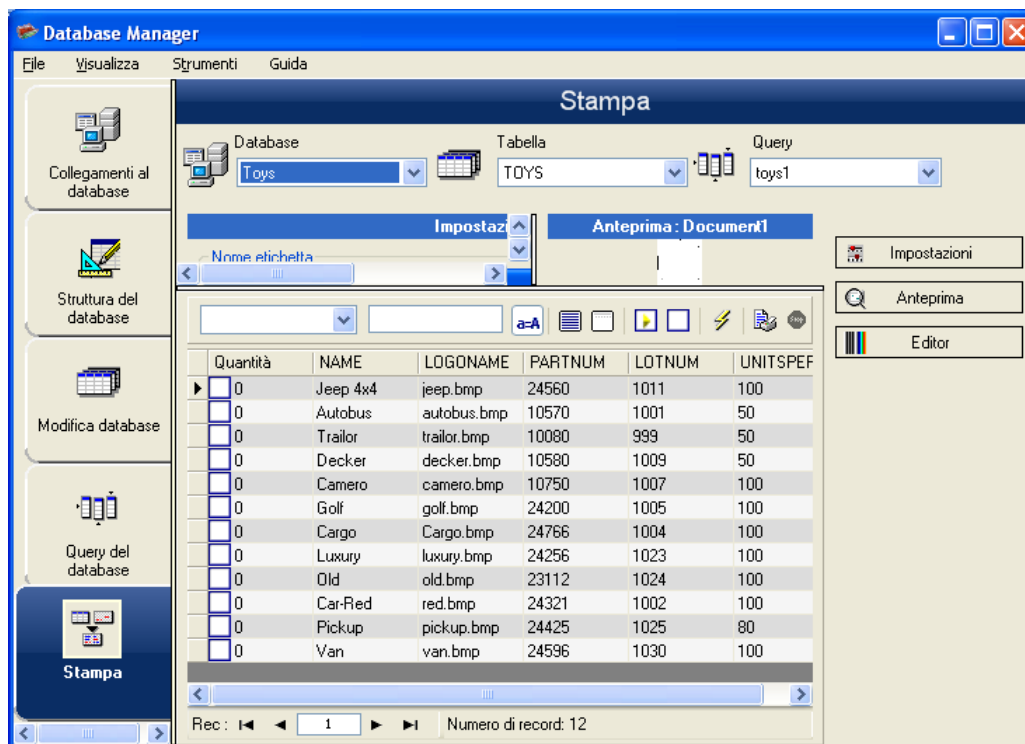 Database Manager
File Visualizza Strumenti Guida
Stampa
Collegamenti al
database
Struttura del
database
Modifica database
Query del
database
Stampa
Database Tabella Query
Toys TOYS toys1
Impostazi Anteprima : Document1
Nome etichetta
Impostazioni
Anteprima
Editor
a=A
Quantità NAME LOGONAME PARTNUM LOTNUM UNITSPER
0 Jeep 4x4 jeep.bmp 24560 1011 100
0 Autobus autobus.bmp 10570 1001 50
0 Trailor trailor.bmp 10080 999 50
0 Decker decker.bmp 10580 1009 50
0 Camero camero.bmp 10750 1007 100
0 Golf golf.bmp 24200 1005 100
0 Cargo Cargo.bmp 24766 1004 100
0 Luxury luxury.bmp 24256 1023 100
0 Old old.bmp 23112 1024 100
0 Car-Red red.bmp 24321 1002 100
0 Pickup pickup.bmp 24425 1025 80
0 Van van.bmp 24596 1030 100
Rec : 1 Numero di record: 12